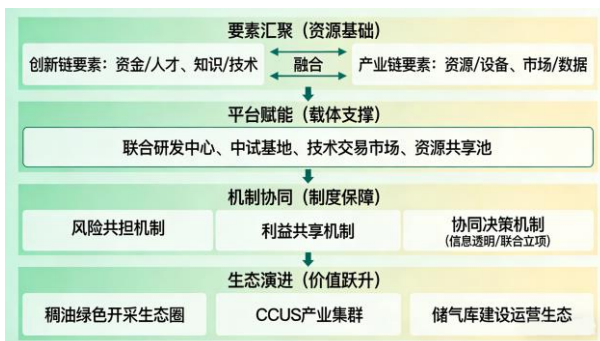 要素汇聚（资源基础）
创新链要素：资金/人才、知识/技术
融合
产业链要素：资源/设备、市场/数据
平台赋能（载体支撑）
联合研发中心、中试基地、技术交易市场、资源共享池
机制协同（制度保障）
风险共担机制
利益共享机制
协同决策机制
(信息透明/联合立项)
生态演进（价值跃升）
稠油绿色开采生态圈
CCUS产业集群
储气库建设运营生态